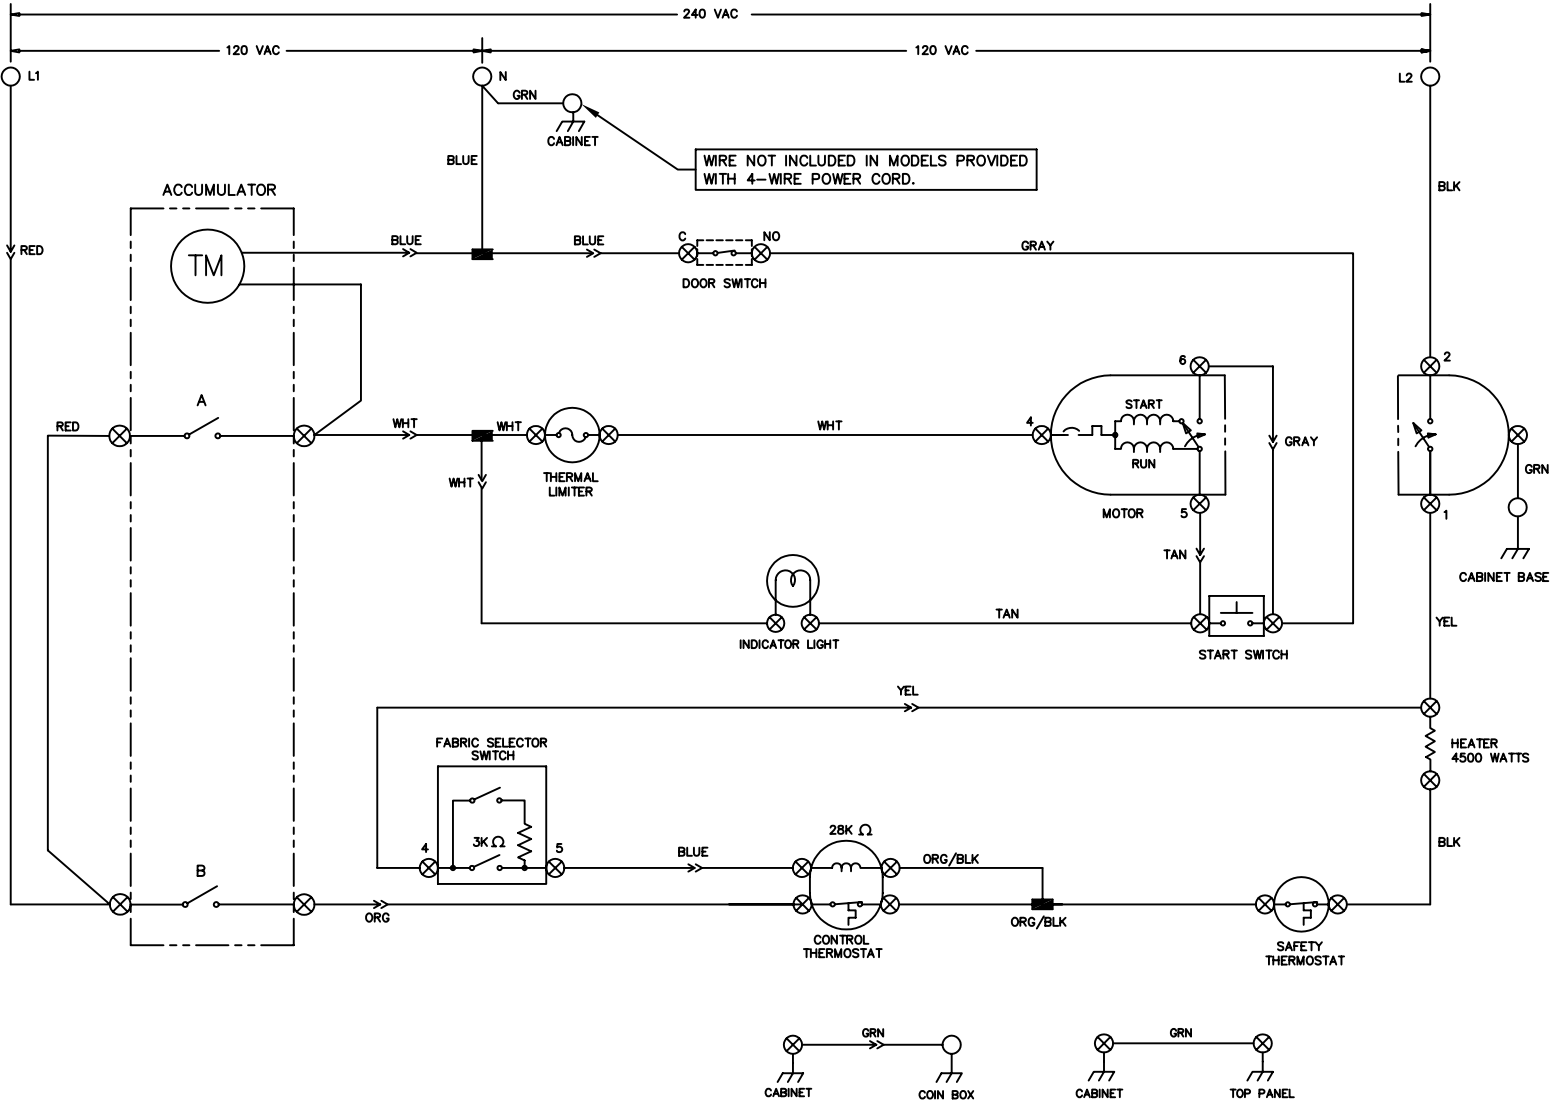 240 VAC
120 VAC
120 VAC
L1
N
L2
GRN
CABINET
BLUE
WIRE NOT INCLUDED IN MODELS PROVIDED
WITH 4-WIRE POWER CORD.
BLK
ACCUMULATOR
RED
TM
BLUE
BLUE
C
NO
GRAY
DOOR SWITCH
6
2
A
START
RED
WHT
WHT
WHT
4
GRAY
RUN
GRN
WHT
THERMAL
LIMITER
MOTOR
5
1
TAN
CABINET BASE
TAN
YEL
INDICATOR LIGHT
START SWITCH
YEL
FABRIC SELECTOR
SWITCH
HEATER
4500 WATTS
3K Ω
28K Ω
4
5
BLUE
ORG/BLK
BLK
B
ORG
ORG/BLK
CONTROL
THERMOSTAT
SAFETY
THERMOSTAT
GRN
GRN
CABINET
COIN BOX
CABINET
TOP PANEL